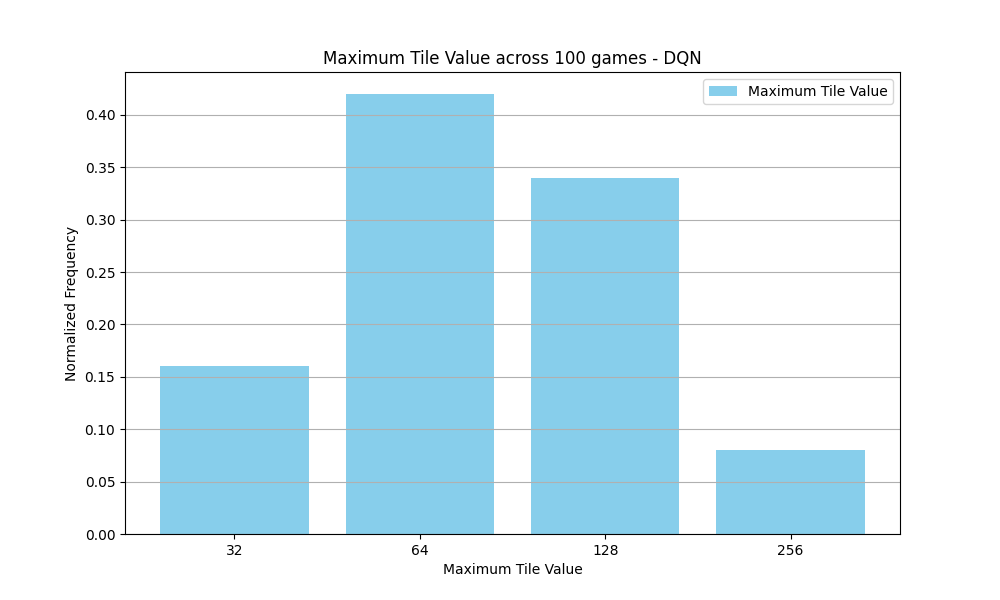 Maximum Tile Value across 100 games - DQN
Maximum Tile Value
0.40
0.35
0.30
0.25
0.20
0.15
0.10
0.05
0.00
Normalized Frequency
32 64 128 256
Maximum Tile Value